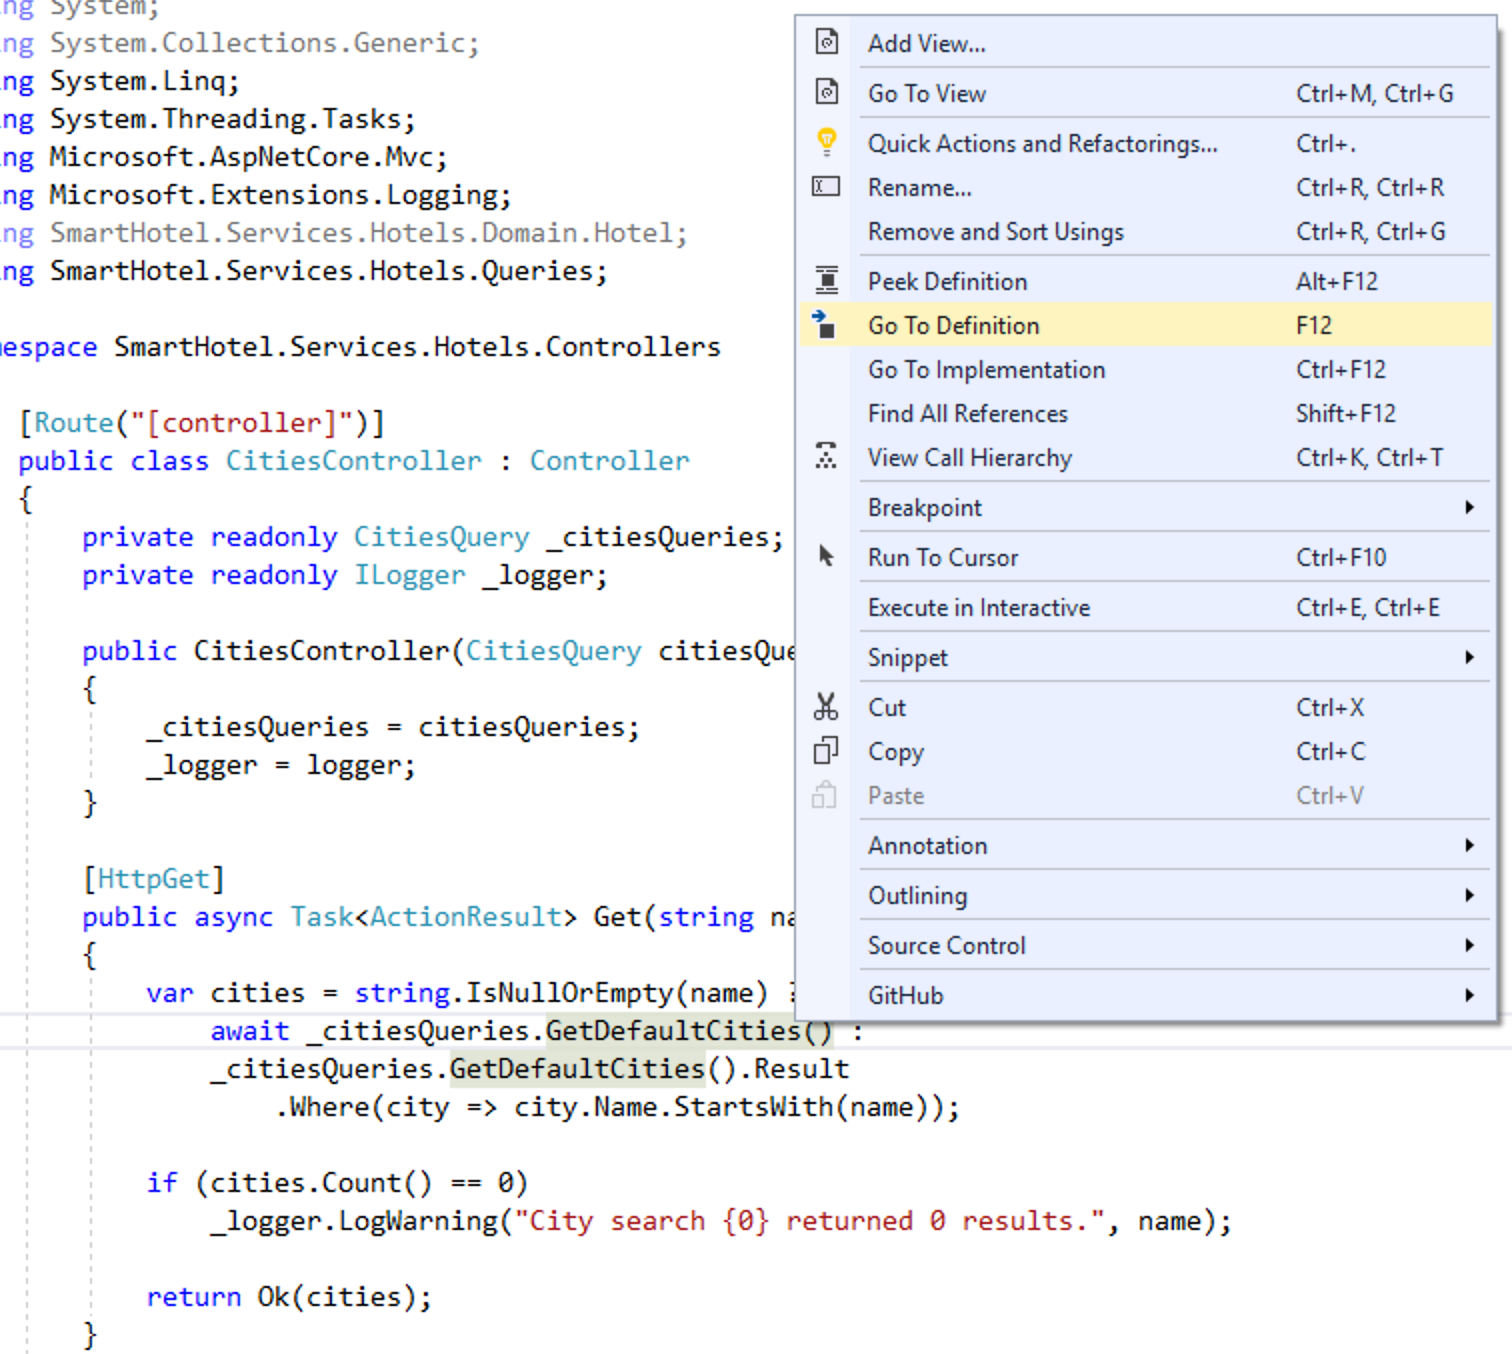 ng System;
ng System.Collections.Generic;
ng System.Linq;
ng System.Threading.Tasks;
ng Microsoft.AspNetCore.Mvc;
ng Microsoft.Extensions.Logging;
ng SmartHotel.Services.Hotels.Domain.Hotel;
ng SmartHotel.Services.Hotels.Queries;
espace SmartHotel.Services.Hotels.Controllers
[Route("[controller]")]
public class CitiesController : Controller
{
private readonly CitiesQuery _citiesQueries;
private readonly ILogger _logger;
public CitiesController(CitiesQuery citiesQue
{
_citiesQueries = citiesQueries;
_logger = logger;
}
[HttpGet]
public async Task<ActionResult> Get(string na
{
var cities = string.IsNullOrEmpty(name) ?
await _citiesQueries.GetDefaultCities() :
_citiesQueries.GetDefaultCities().Result
.Where(city => city.Name.StartsWith(name));
if (cities.Count() == 0)
_logger.LogWarning("City search {0} returned 0 results.", name);
return Ok(cities);
}
Add View...
Go To View Ctrl+M, Ctrl+G
Quick Actions and Refactorings... Ctrl+.
Rename... Ctrl+R, Ctrl+R
Remove and Sort Usings Ctrl+R, Ctrl+G
Peek Definition Alt+F12
Go To Definition F12
Go To Implementation Ctrl+F12
Find All References Shift+F12
View Call Hierarchy Ctrl+K, Ctrl+T
Breakpoint
Run To Cursor Ctrl+F10
Execute in Interactive Ctrl+E, Ctrl+E
Snippet
Cut Ctrl+X
Copy Ctrl+C
Paste Ctrl+V
Annotation
Outlining
Source Control
GitHub